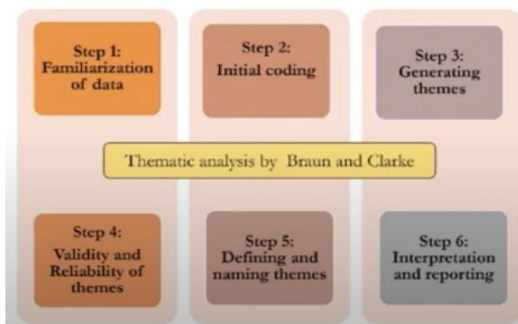 Step 1:
Familiarization
of data
Step 2:
Initial coding
Step 3:
Generating
themes
Thematic analysis by Braun and Clarke
Step 4:
Validity and
Reliability of
themes
Step 5:
Defining and
naming themes
Step 6:
Interpretation
and reporting